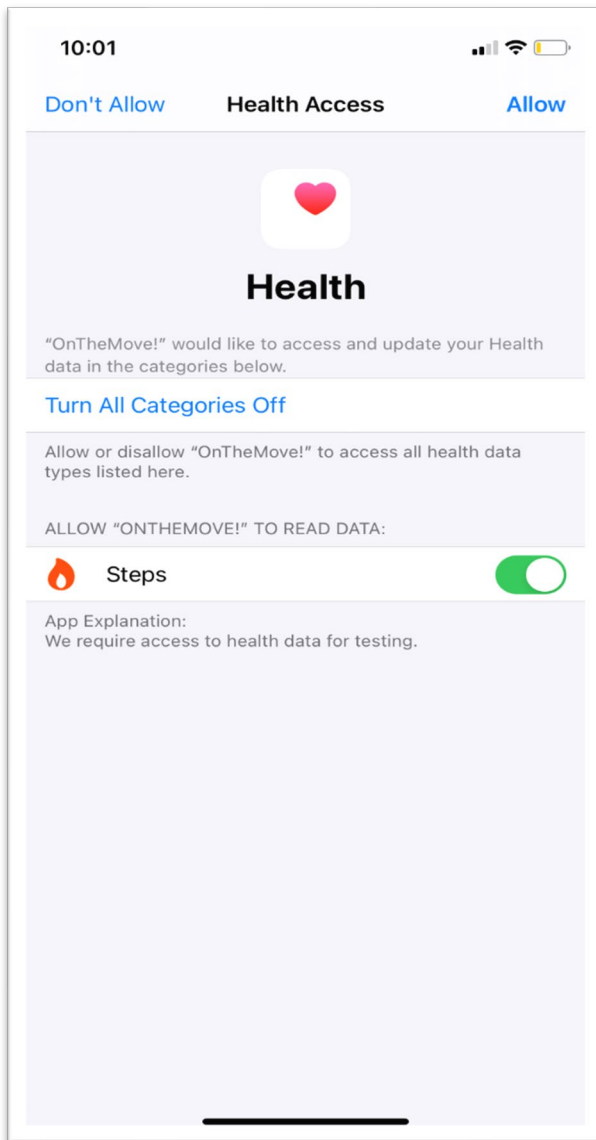 10:01
Don't Allow Health Access Allow
Health
"OnTheMove!" would like to access and update your Health
data in the categories below.
Turn All Categories Off
Allow or disallow "OnTheMove!" to access all health data
types listed here.
ALLOW "ONTHEMOVE!" TO READ DATA:
Steps
App Explanation:
We require access to health data for testing.